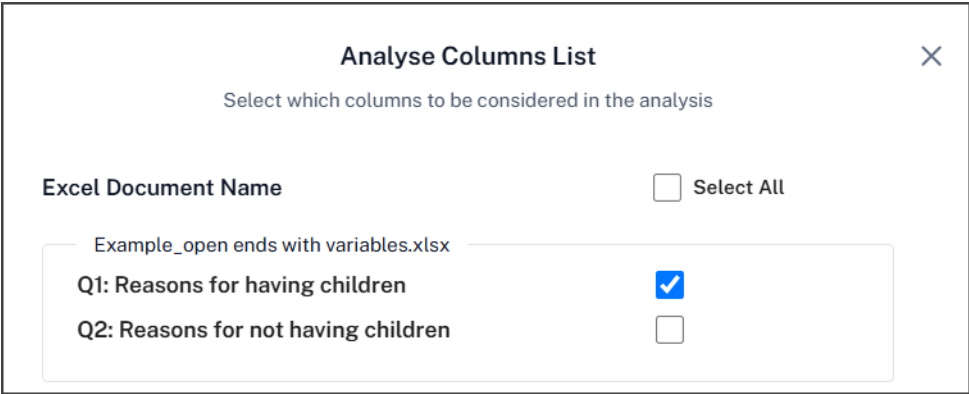 Analyse Columns List
Select which columns to be considered in the analysis
Excel Document Name
Select All
Example_open ends with variables.xlsx
Q1: Reasons for having children
Q2: Reasons for not having children